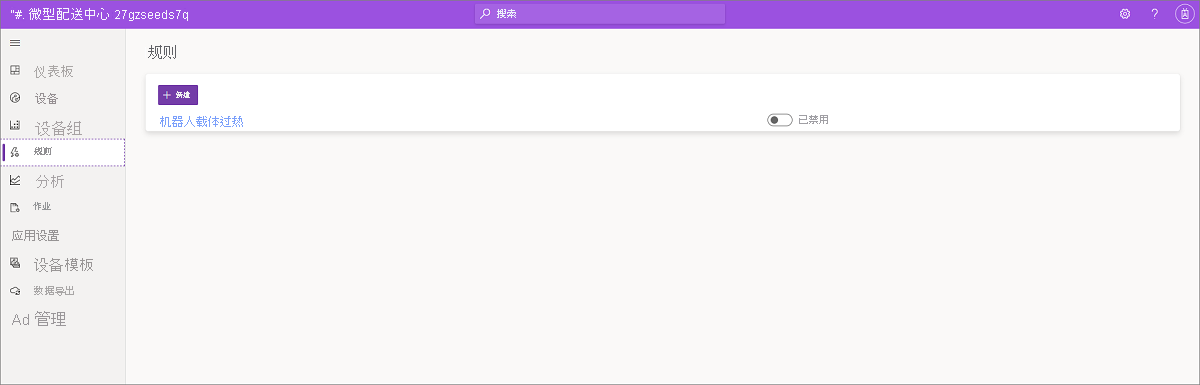 "#. 微型配送中心 27gzseeds7q
搜索
?
仪表板
设备
设备组
规则
分析
作业
应用设置
设备模板
数据导出
Ad 管理
规则
+ 新建
机器人载体过热
已禁用